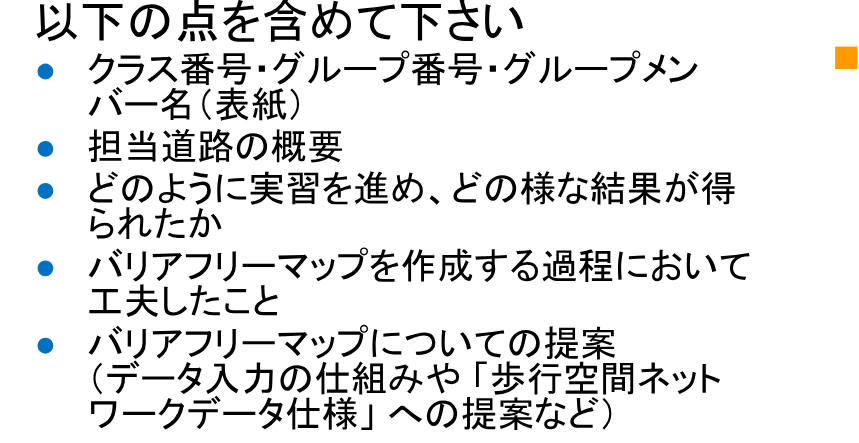 以下の点を含めて下さい
● クラス番号・グループ番号・グループメン
バー名（表紙）
● 担当道路の概要
● どのように実習を進め、どの様な結果が得
られたか
● バリアフリーマップを作成する過程において
工夫したこと
● バリアフリーマップについての提案
（データ入力の仕組みや「歩行空間ネット
ワークデータ仕様」への提案など）